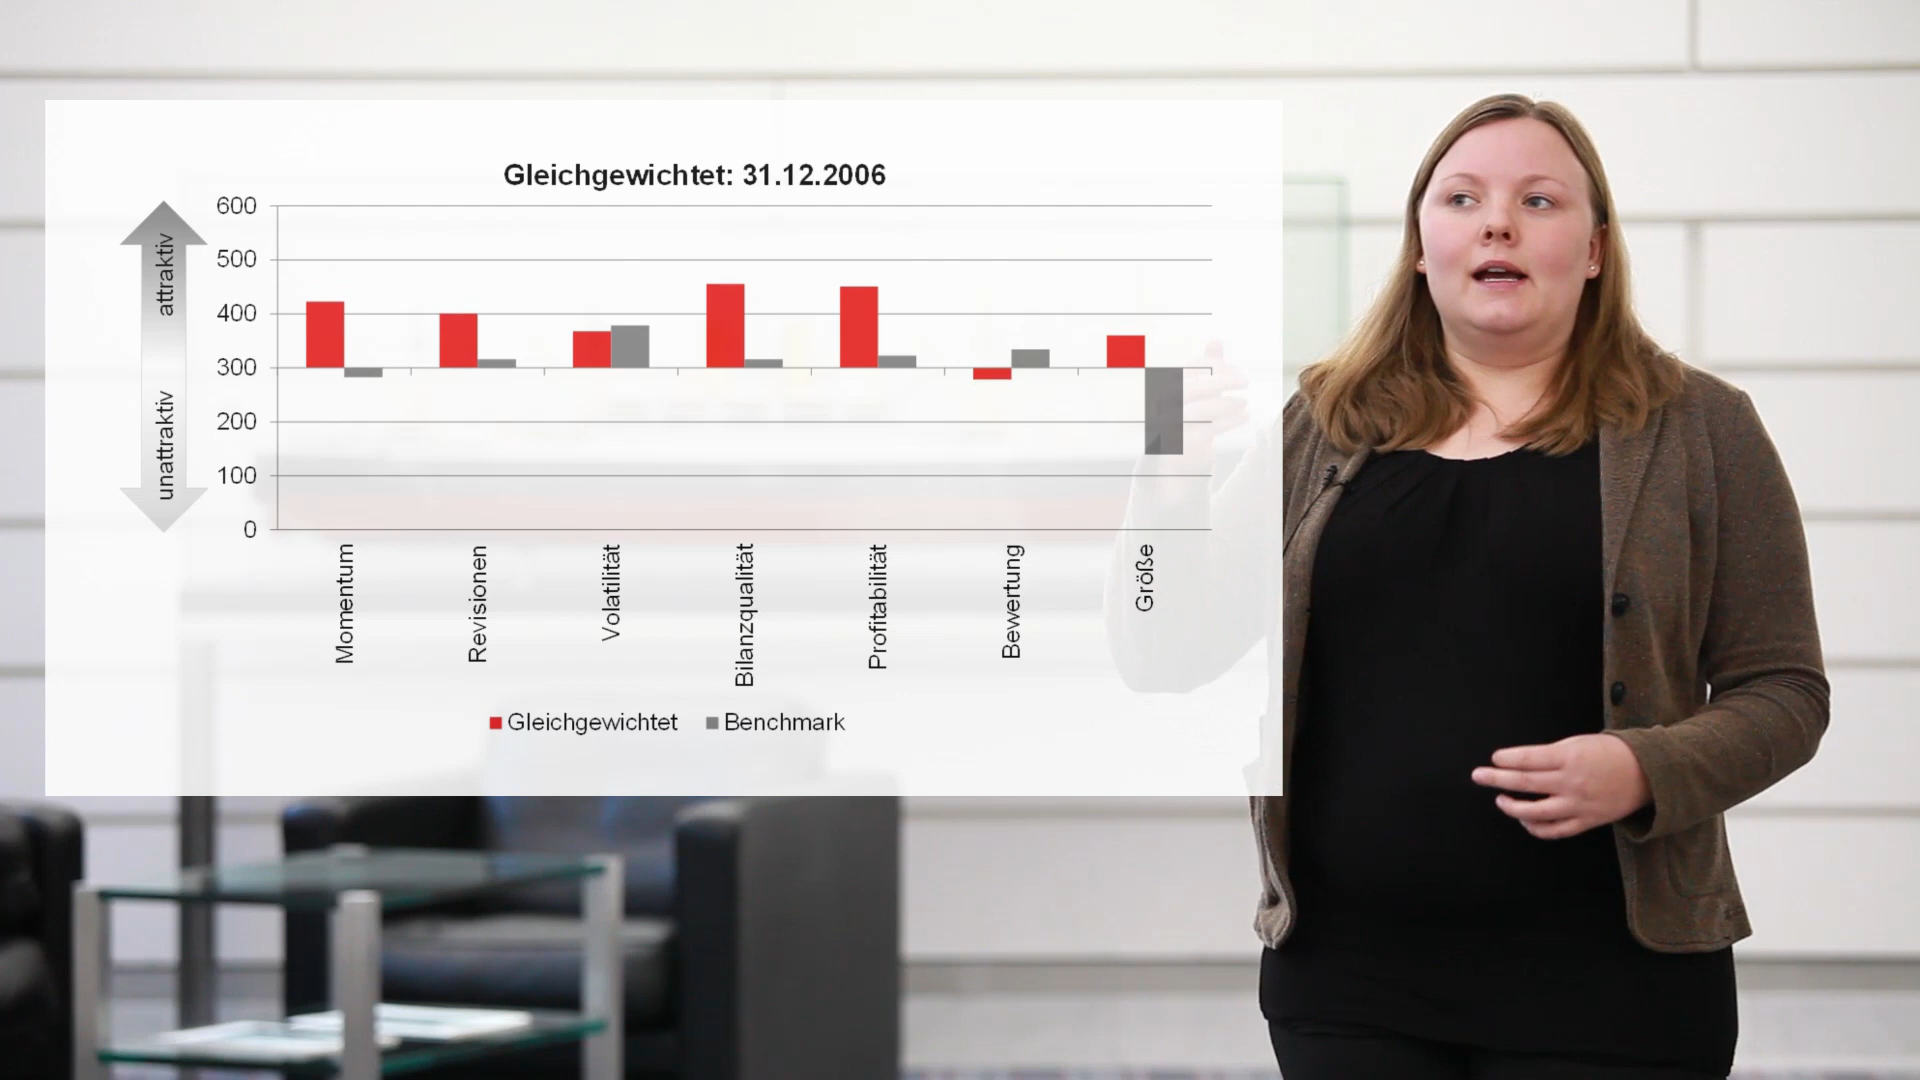 Gleichgewichtet: 31.12.2006
attraktiv
unattraktiv
600
500
400
300
200
100
0
Momentum
Revisionen
Volatilität
Bilanzqualität
Profitabilität
Bewertung
Größe
Gleichgewichtet
Benchmark